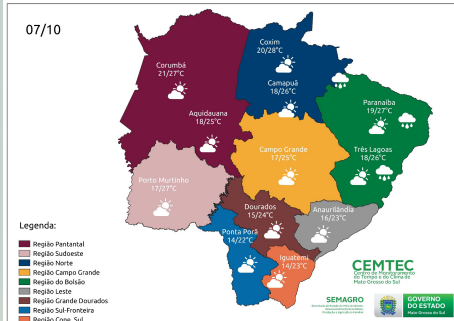 07/10
Coxim
20/28°C
Corumbá
21/27°C
Camapuã
18/26°C
Paranaíba
19/27°C
Aquidauana
18/25°C
Campo Grande
17/25°C
Três Lagoas
18/26°C
Porto Murtinho
17/27°C
Dourados
15/24°C
Anaurilândia
16/23°C
Ponta Porã
14/22°C
Iguatemi
14/23°C
Legenda:
Região Pantanal
Região Sudoeste
Região Norte
Região Campo Grande
Região do Bolsão
Região Leste
Região Grande Dourados
Região Sul-Fronteira
Região Cone Sul
CEMTEC
Centro de Monitoramento
do Tempo e do Clima de
Mato Grosso do Sul
SEMAGRO
GOVERNO
DO ESTADO
Mato Grosso do Sul